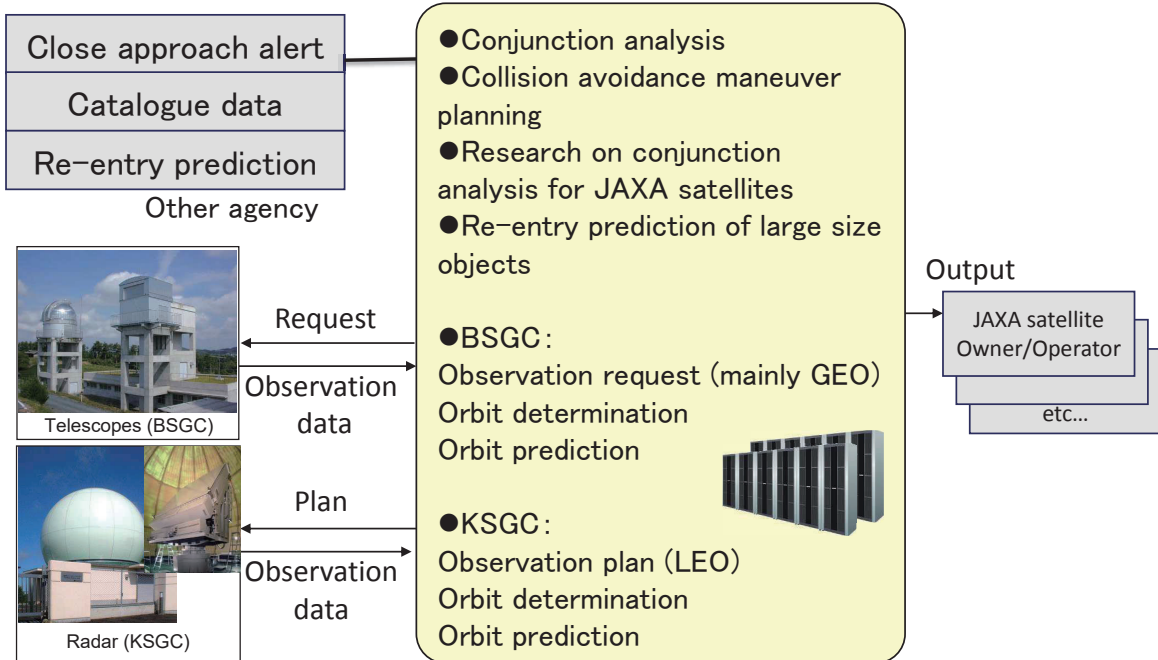 Close approach alert
Catalogue data
Re-entry prediction
Other agency
●Conjunction analysis
●Collision avoidance maneuver
planning
●Research on conjunction
analysis for JAXA satellites
●Re-entry prediction of large size
objects
●BSGC:
Observation request (mainly GEO)
Orbit determination
Orbit prediction
●KSGC:
Observation plan (LEO)
Orbit determination
Orbit prediction
Request
Observation
data
Telescopes (BSGC)
Plan
Observation
data
Radar (KSGC)
Output
JAXA satellite
Owner/Operator
etc...